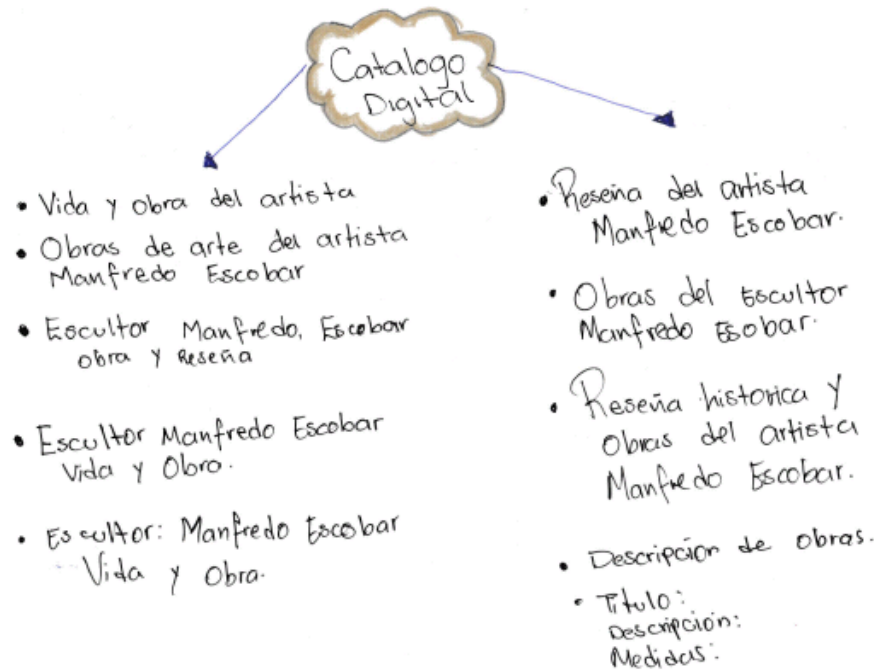 Catalogo
Digital
• Vida y obra del artista
• Obras de arte del artista
Manfredo Escobar
• Escultor Manfredo, Escobar
obra y Reseña
• Escultor Manfredo Escobar
Vida y Obra.
• Escultor: Manfredo Escobar
Vida y Obra.
• Reseña del artista
Manfredo Escobar.
• Obras del Escultor
Manfredo Esobar.
• Reseña historica y
Obras del artista
Manfredo Escobar.
• Descripción de obras.
• Titulo:
Descripción:
Medidas: